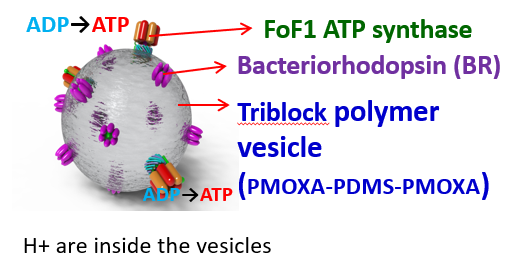 ADP→ATP
FoF1 ATP synthase
Bacteriorhodopsin (BR)
Triblock polymer
vesicle
(PMOXA-PDMS-PMOXA)
ADP→ATP
H+ are inside the vesicles